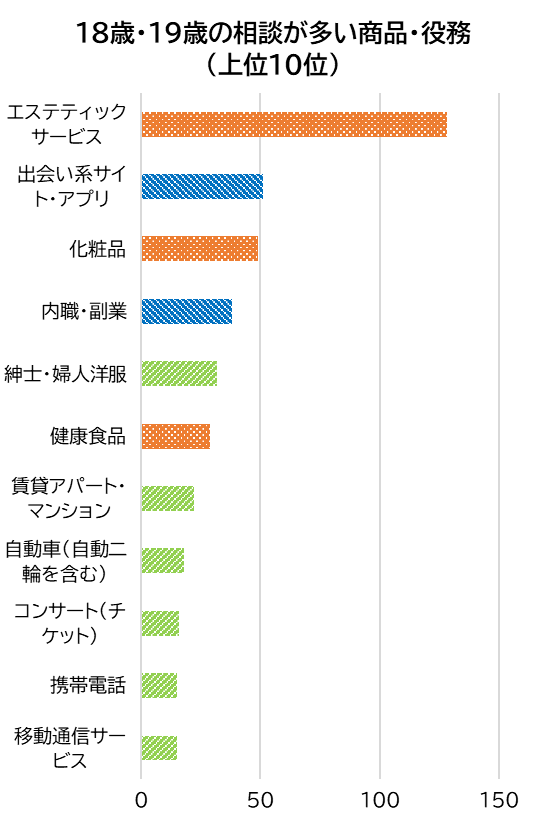 18歳・19歳の相談が多い商品・役務
（上位10位）
エステティック
サービス
出会い系サイ
ト・アプリ
化粧品
内職・副業
紳士・婦人洋服
健康食品
賃貸アパート・
マンション
自動車（自動二
輪を含む）
コンサート（チ
ケット）
携帯電話
移動通信サー
ビス
0 50 100 150